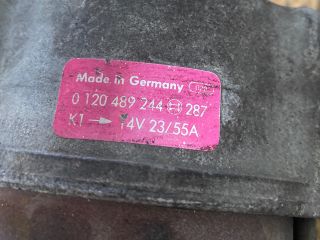 Made in Germany
0 120 489 244 287
K1 → 14V 23/55A